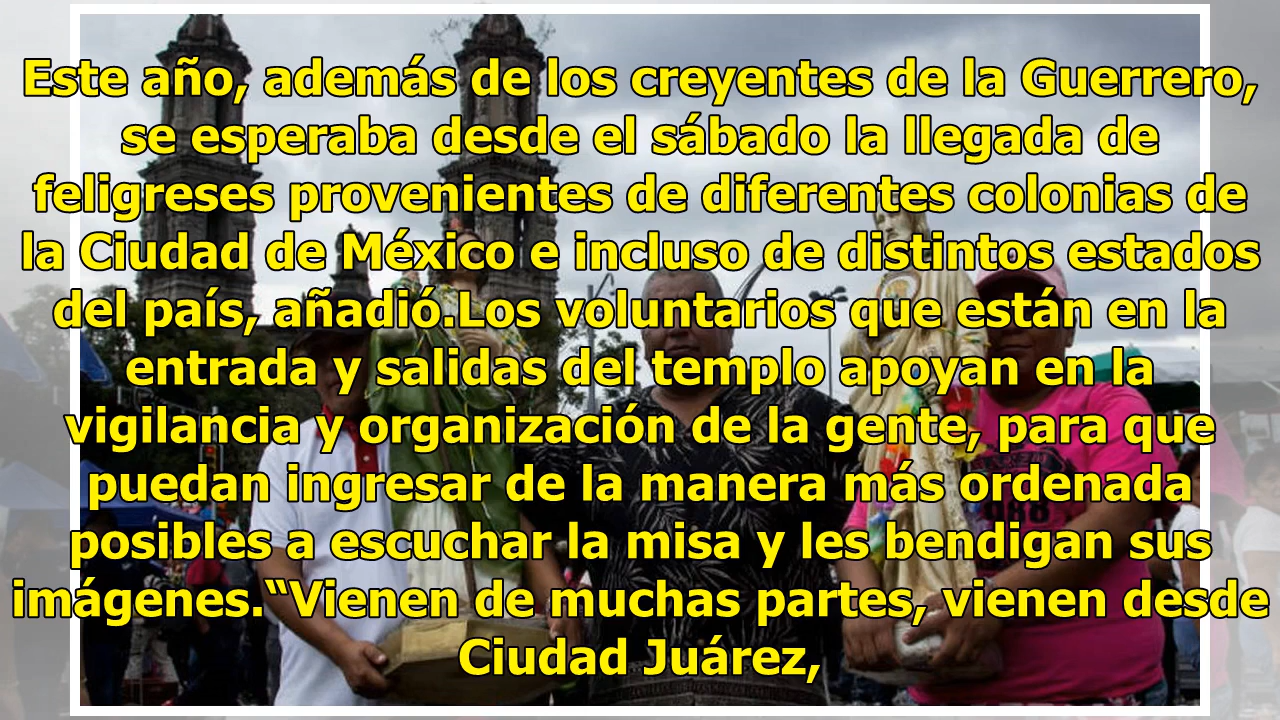 Este año, además de los creyentes de la Guerrero,
se esperaba desde el sábado la llegada de
feligreses provenientes de diferentes colonias de
la Ciudad de México e incluso de distintos estados
del país, añadió.Los voluntarios que están en la
entrada y salidas del templo apoyan en la
vigilancia y organización de la gente, para que
puedan ingresar de la manera más ordenada
posibles a escuchar la misa y les bendigan sus
imágenes.“Vienen de muchas partes, vienen desde
Ciudad Juárez,